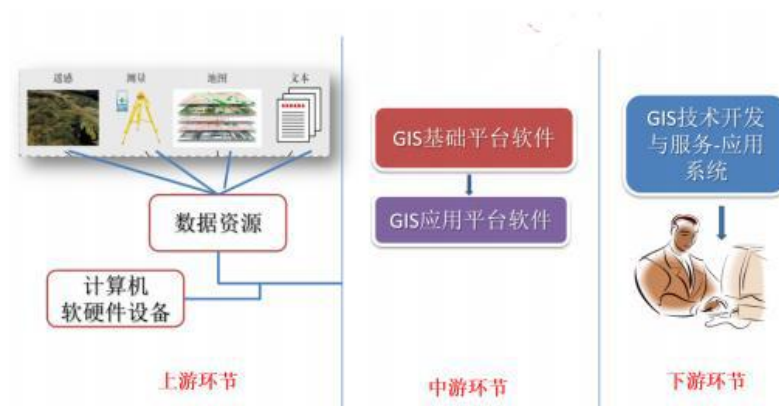 遥感
测量
地图
文本
数据资源
计算机
软硬件设备
上游环节
GIS基础平台软件
GIS应用平台软件
中游环节
GIS技术开发
与服务-应用
系统
下游环节